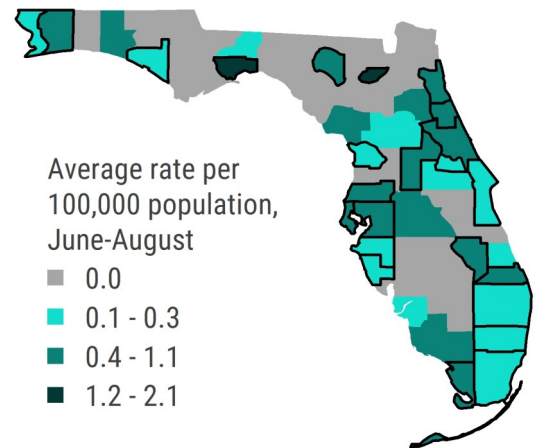 Average rate per
100,000 population,
June-August
0.0
0.1 - 0.3
0.4 - 1.1
1.2 - 2.1